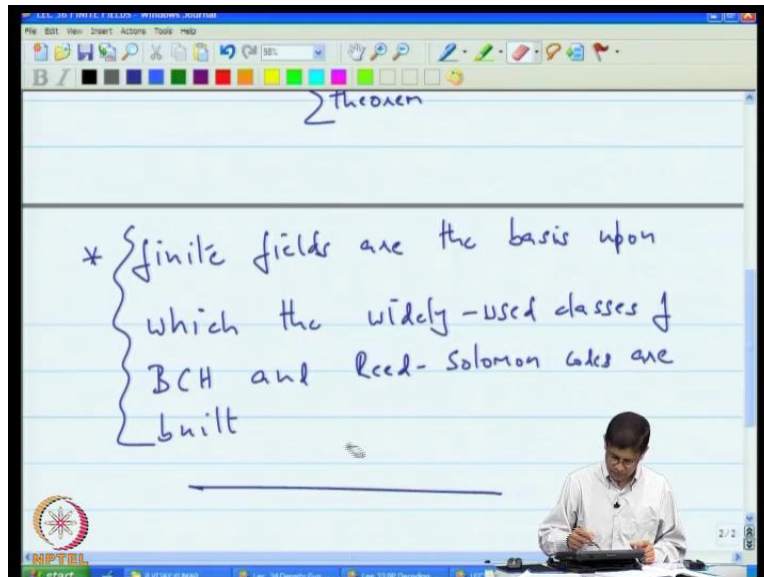 LEC 36 FINITE FIELDS - Windows Journal
File Edit View Insert Actions Tools Help
98%
B I
theorem
* finite fields are the basis upon
which the widely-used classes of
BCH and Reed-Solomon codes are
built
2/2
NPTEL
start